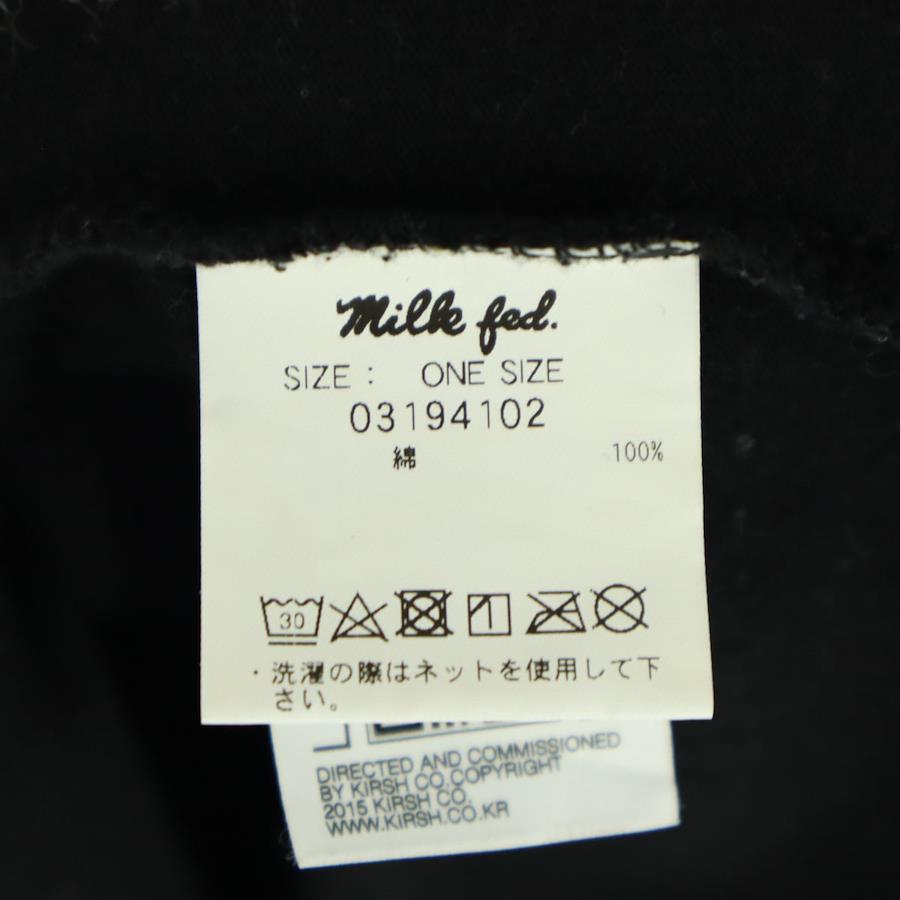 Milk fed.
SIZE : ONE SIZE
03194102
綿 100%
30
・洗濯の際はネットを使用して下
さい。
DIRECTED AND COMMISSIONED
BY KIRSH CO.COPYRIGHT
2015 KIRSH CO.
WWW.KIRSH.CO.KR